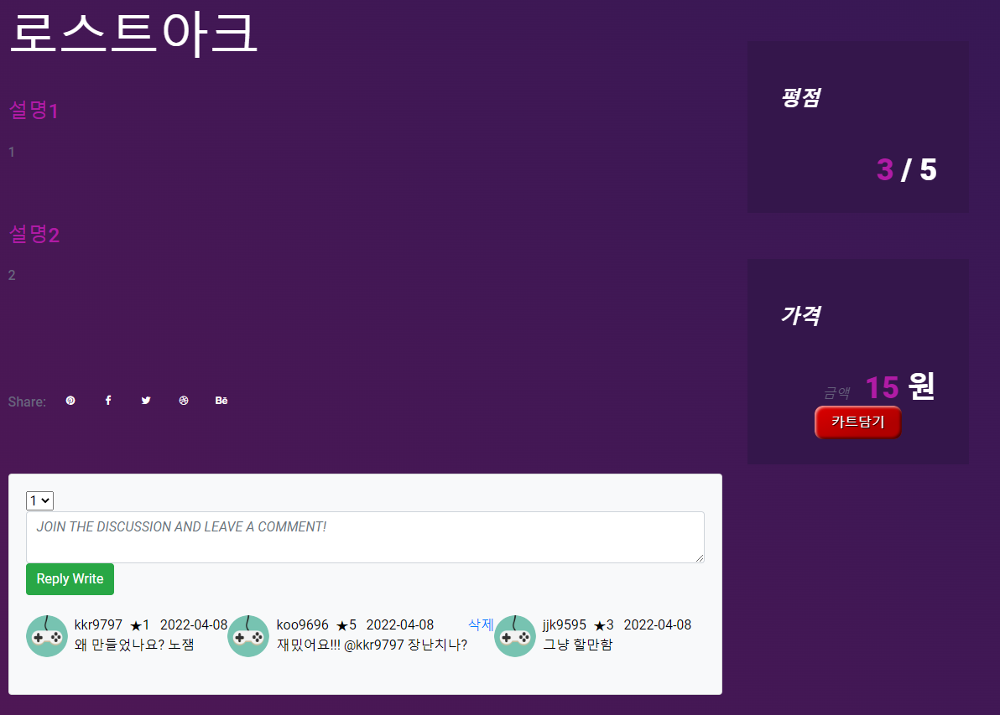 로스트아크
설명1
1
설명2
2
Share:
Bē
평점
3 / 5
가격
금액 15 원
카트담기
1
JOIN THE DISCUSSION AND LEAVE A COMMENT!
Reply Write
kkr9797 ★1 2022-04-08
왜 만들었나요? 노잼
koo9696 ★5 2022-04-08 삭제
재밌어요!!! @kkr9797 장난치나?
jjk9595 ★3 2022-04-08
그냥 할만함